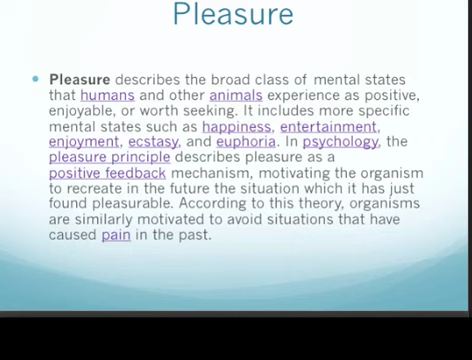 Pleasure
• Pleasure describes the broad class of mental states
that humans and other animals experience as positive,
enjoyable, or worth seeking. It includes more specific
mental states such as happiness, entertainment,
enjoyment, ecstasy, and euphoria. In psychology, the
pleasure principle describes pleasure as a
positive feedback mechanism, motivating the organism
to recreate in the future the situation which it has just
found pleasurable. According to this theory, organisms
are similarly motivated to avoid situations that have
caused pain in the past.